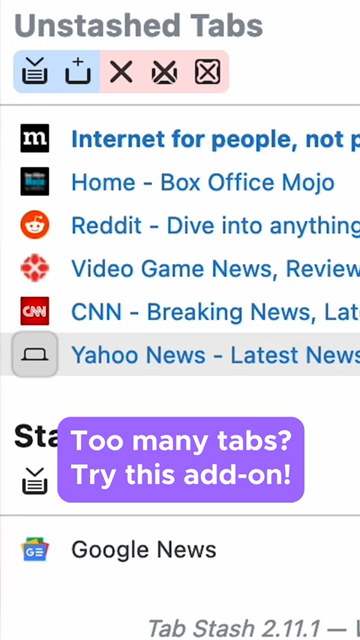 Unstashed Tabs
m
Internet for people, not p
Home - Box Office Mojo
Reddit - Dive into anything
Video Game News, Review
CNN
CNN - Breaking News, Lat
Yahoo News - Latest News
Sta
Too many tabs?
Try this add-on!
GE
Google News
Tab Stash 2.11.1 —